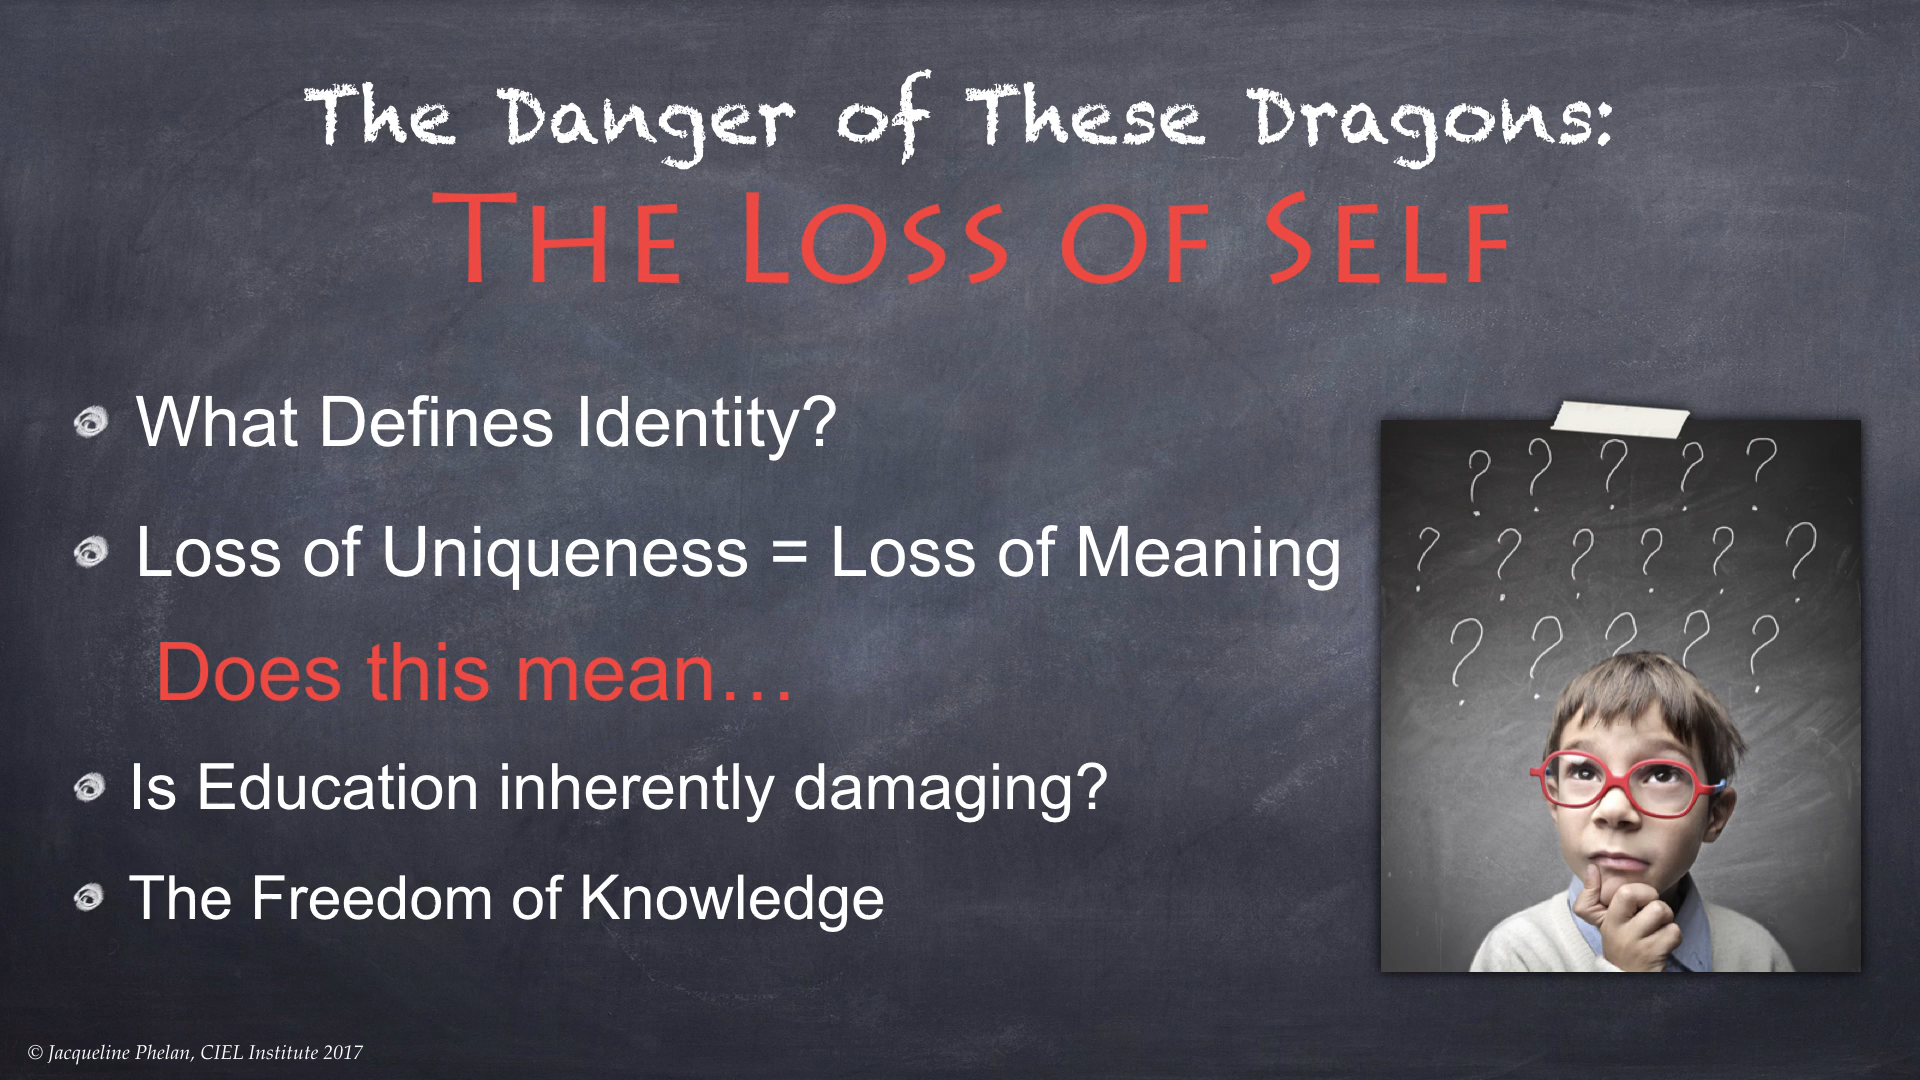 The Danger of These Dragons:
The Loss of Self
What Defines Identity?
Loss of Uniqueness = Loss of Meaning
Does this mean…
Is Education inherently damaging?
The Freedom of Knowledge
? ? ? ? ?
? ? ? ? ? ?
? ? ? ? ?
© Jacqueline Phelan, CIEL Institute 2017